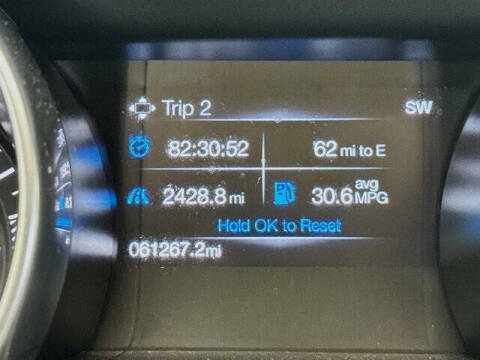 Trip 2 SW
82:30:52 62 mi to E
2428.8 mi 30.6 avg MPG
Hold OK to Reset
061267.2mi